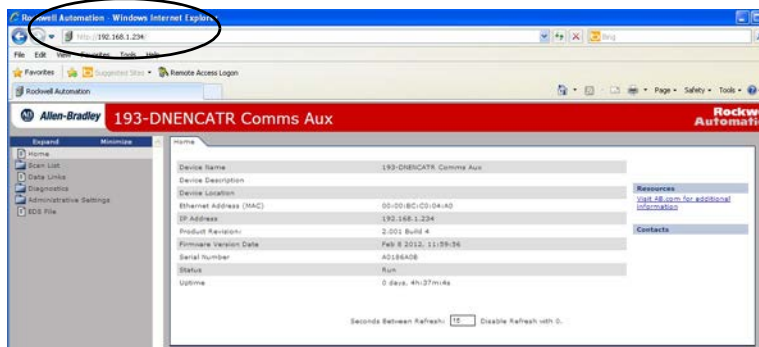 Rockwell Automation - Windows Internet Explorer
http://192.168.1.234/
Bing
File Edit View Favorites Tools Help
Favorites Suggested Sites Remote Access Logon
Rockwell Automation
Page Safety Tools
AB Allen-Bradley 193-DNENCATR Comms Aux
Rockw
Automati
Expand Minimize
Home
Home
Scan List
Data Links
Diagnostics
Administrative Settings
EDS File
Device Name 193-DNENCATR Comms Aux
Device Description
Device Location
Ethernet Address (MAC) 00:00:BC:C0:04:A0
IP Address 192.168.1.234
Product Revision: 2.001 Build 4
Firmware Version Date Feb 8 2012, 11:59:56
Serial Number A0186A08
Status Run
Uptime 0 days, 4h:37m:4s
Resources
Visit AB.com for additional
information
Contacts
Seconds Between Refresh: 15 Disable Refresh with 0.